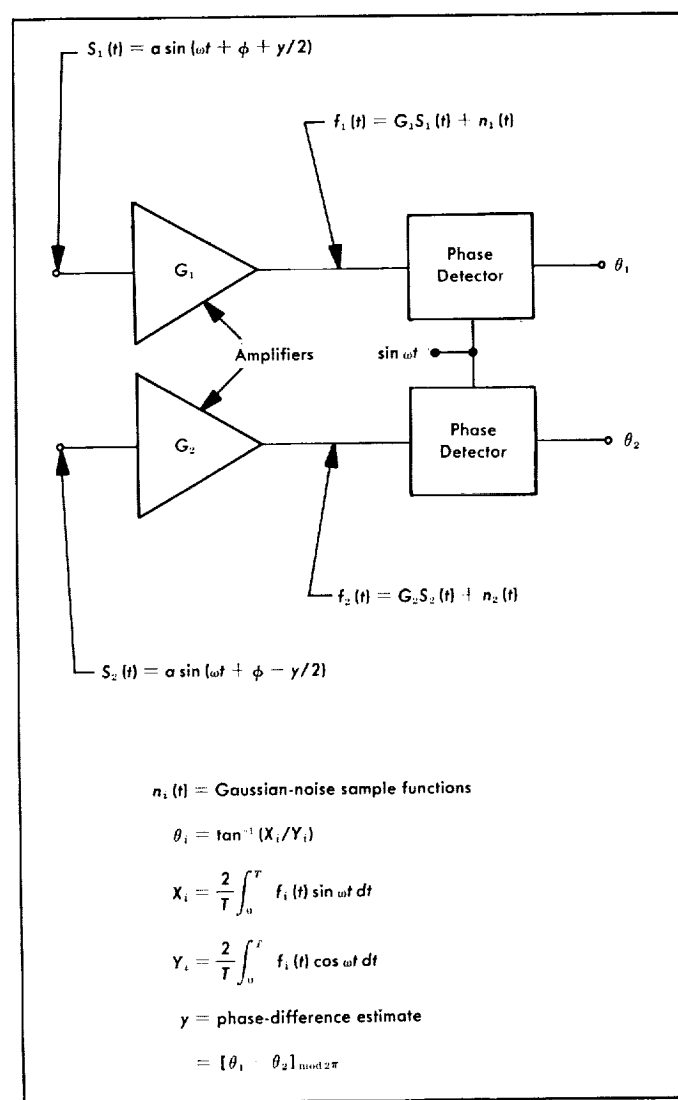 S₁(t) = a sin (ωt + ϕ + y/2)
f₁(t) = G₁S₁(t) + n₁(t)
G₁
Phase
Detector
θ₁
Amplifiers
sin ωt
G₂
Phase
Detector
θ₂
f₂(t) = G₂S₂(t) + n₂(t)
S₂(t) = a sin (ωt + ϕ − y/2)
nᵢ(t) = Gaussian-noise sample functions
θᵢ = tan⁻¹ (Xᵢ/Yᵢ)
Xᵢ = 2/T ∫₀ᵀ fᵢ(t) sin ωt dt
Yᵢ = 2/T ∫₀ᵀ fᵢ(t) cos ωt dt
y = phase-difference estimate
= [θ₁ θ₂] mod 2π